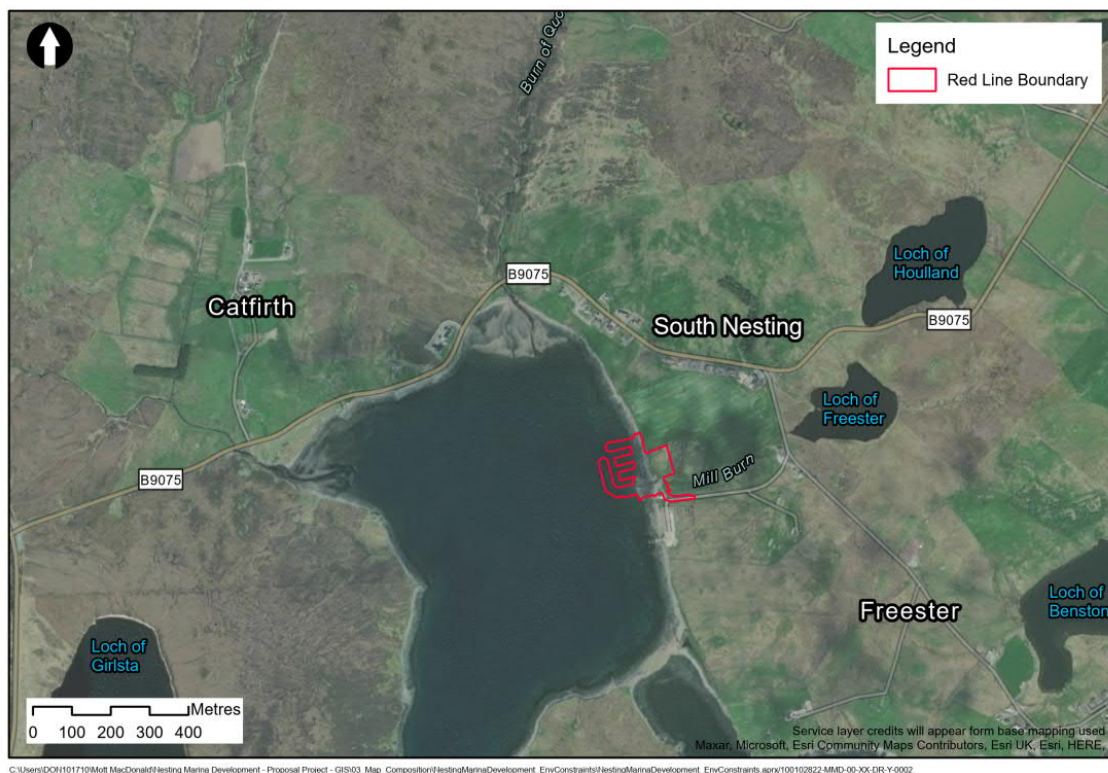 Burn of Quo
Legend
Red Line Boundary
Loch of
Houlland
B9075
Catfirth
South Nesting
B9075
Loch of
Freester
Mill Burn
B9075
Freester
Loch of
Benston
Loch of
Girlsta
Metres
0 100 200 300 400
Service layer credits will appear form base mapping used
Maxar, Microsoft, Esri Community Maps Contributors, Esri UK, Esri, HERE,
C:\Users\DON101710\Mott MacDonald\Nesting Marina Development - Proposal Project - GIS\03_Map_Composition\NestingMarinaDevelopment_EnvConstraints\NestingMarinaDevelopment_EnvConstraints.aprx/100102822-MMD-00-XX-DR-Y-0002